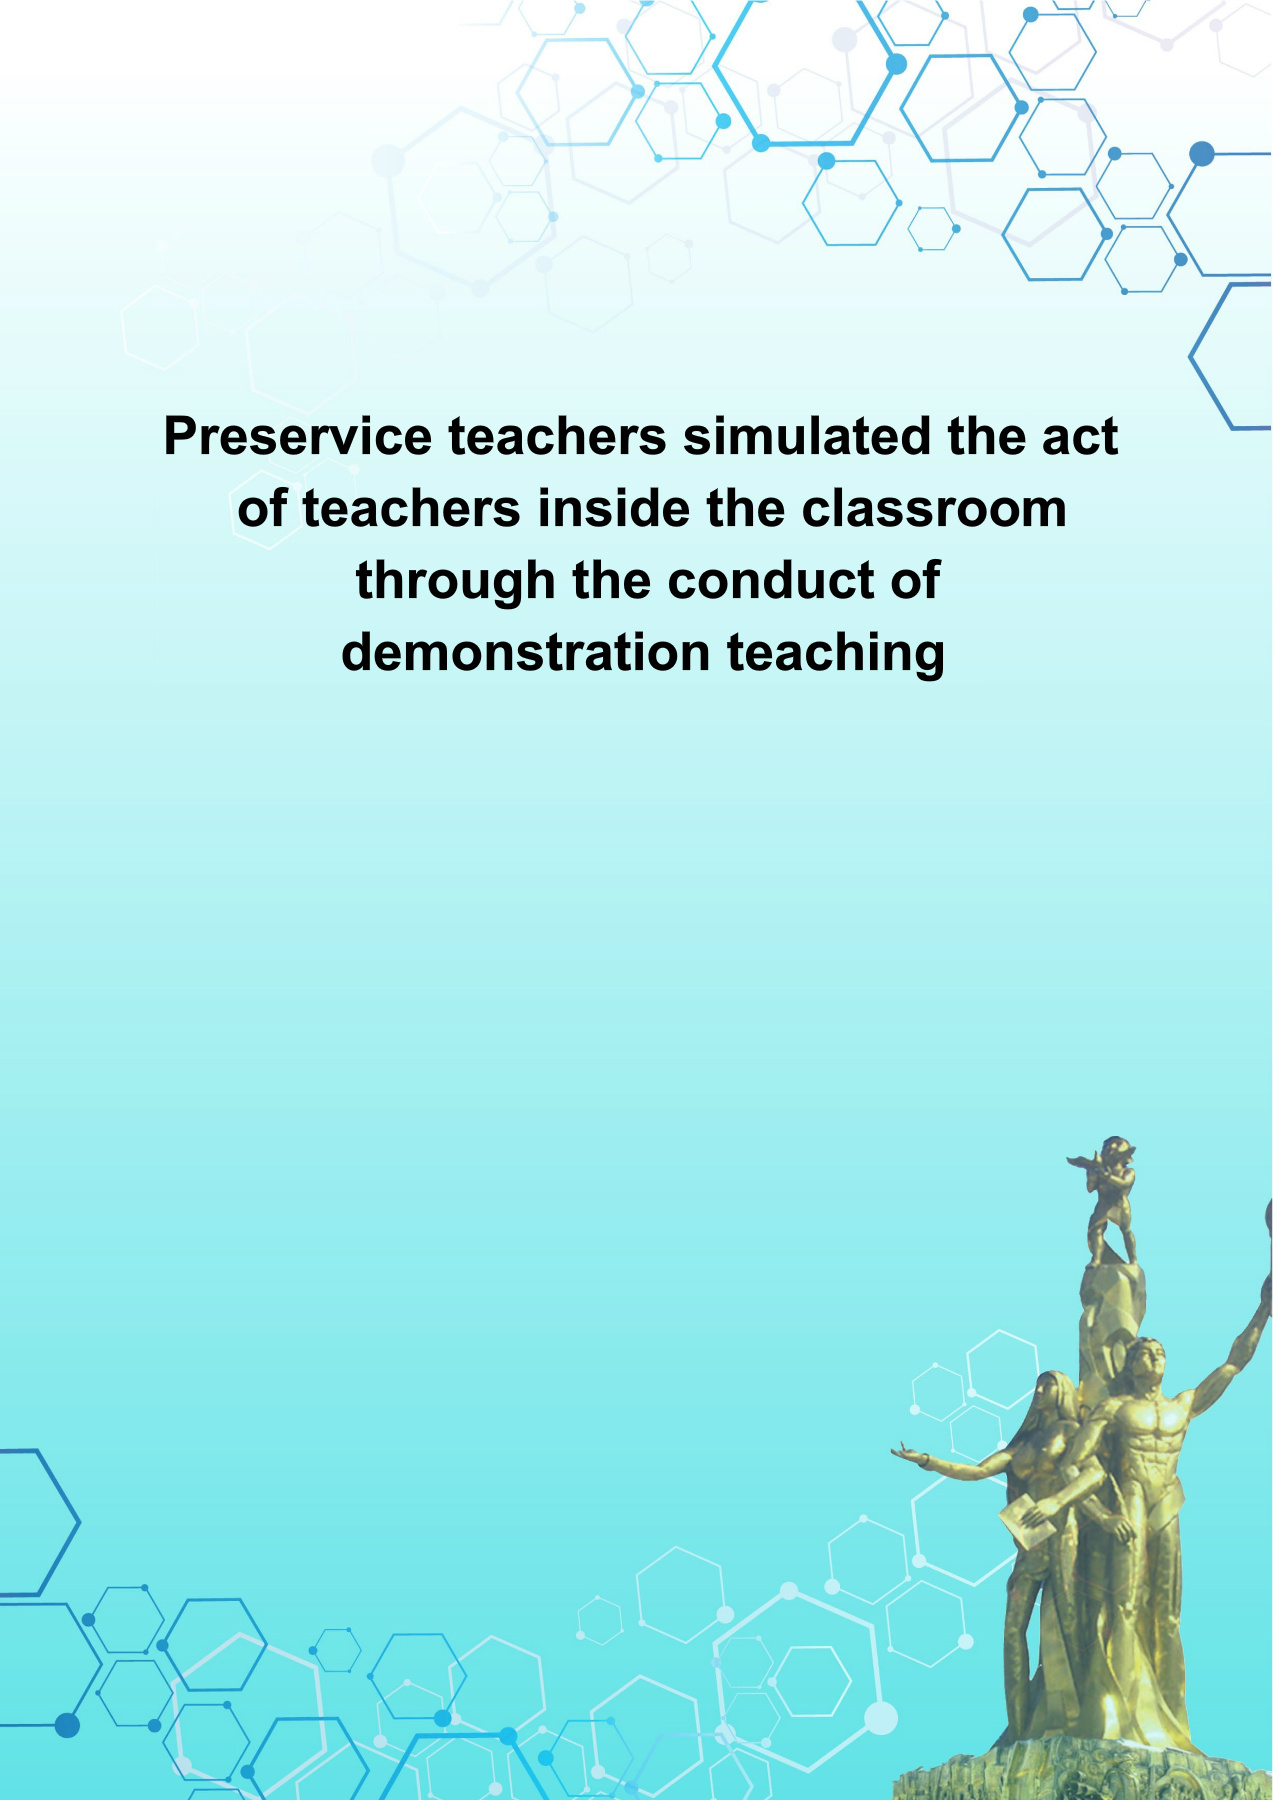 Preservice teachers simulated the act
of teachers inside the classroom
through the conduct of
demonstration teaching